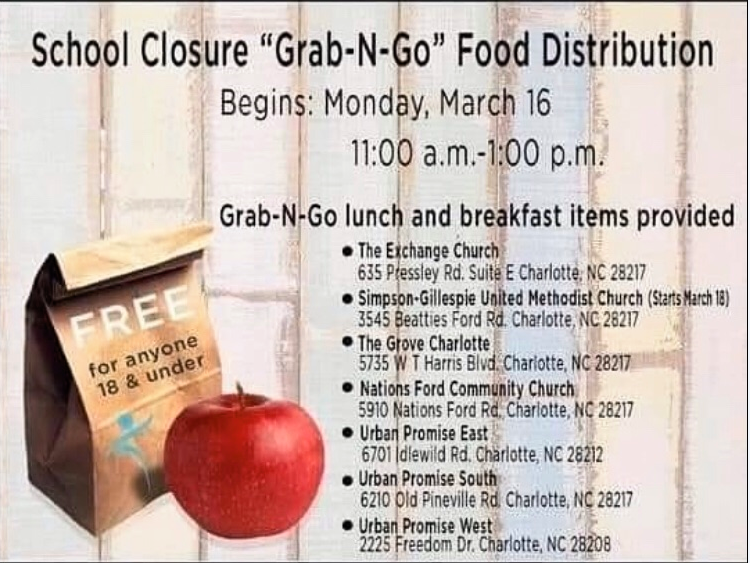 School Closure “Grab-N-Go” Food Distribution
Begins: Monday, March 16
11:00 a.m.-1:00 p.m.
Grab-N-Go lunch and breakfast items provided
• The Exchange Church
635 Pressley Rd. Suite E Charlotte, NC 28217
• Simpson-Gillespie United Methodist Church (Starts March 18)
3545 Beatties Ford Rd. Charlotte, NC 28217
• The Grove Charlotte
5735 W T Harris Blvd. Charlotte, NC 28217
• Nations Ford Community Church
5910 Nations Ford Rd, Charlotte, NC 28217
• Urban Promise East
6701 Idlewild Rd. Charlotte, NC 28212
• Urban Promise South
6210 Old Pineville Rd Charlotte, NC 28217
• Urban Promise West
2225 Freedom Dr. Charlotte, NC 28208
FREE
for anyone
18 & under